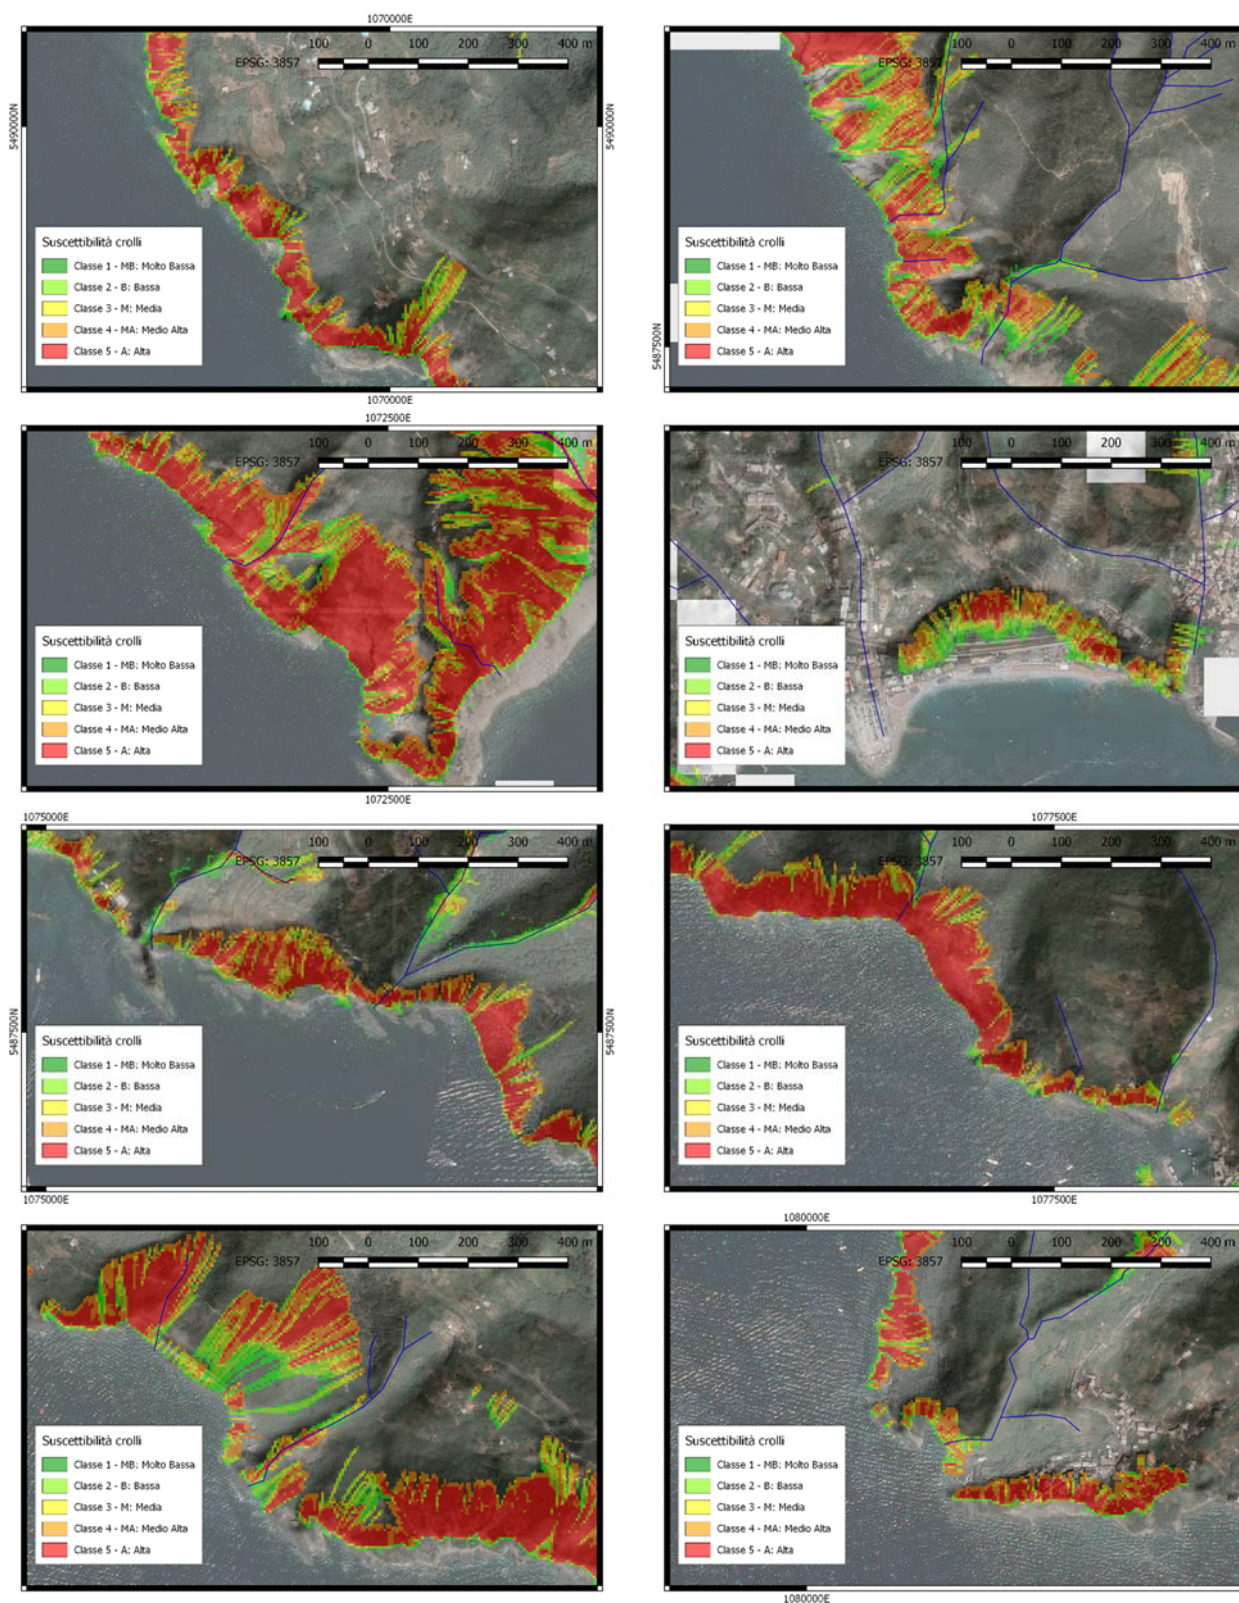 1070000E
100 0 100 200 300 400 m
EPSG: 3857
5490000N
5490000N
Suscettibilità crolli
Classe 1 - MB: Molto Bassa
Classe 2 - B: Bassa
Classe 3 - M: Media
Classe 4 - MA: Medio Alta
Classe 5 - A: Alta
1070000E
100 0 100 200 300 400 m
EPSG: 3857
5487500N
Suscettibilità crolli
Classe 1 - MB: Molto Bassa
Classe 2 - B: Bassa
Classe 3 - M: Media
Classe 4 - MA: Medio Alta
Classe 5 - A: Alta
1072500E
100 0 100 200 300 400 m
EPSG: 3857
Suscettibilità crolli
Classe 1 - MB: Molto Bassa
Classe 2 - B: Bassa
Classe 3 - M: Media
Classe 4 - MA: Medio Alta
Classe 5 - A: Alta
1072500E
100 0 100 200 300 400 m
EPSG: 3857
Suscettibilità crolli
Classe 1 - MB: Molto Bassa
Classe 2 - B: Bassa
Classe 3 - M: Media
Classe 4 - MA: Medio Alta
Classe 5 - A: Alta
1075000E
100 0 100 200 300 400 m
EPSG: 3857
5487500N
Suscettibilità crolli
Classe 1 - MB: Molto Bassa
Classe 2 - B: Bassa
Classe 3 - M: Media
Classe 4 - MA: Medio Alta
Classe 5 - A: Alta
1075000E
1077500E
100 0 100 200 300 400 m
EPSG: 3857
Suscettibilità crolli
Classe 1 - MB: Molto Bassa
Classe 2 - B: Bassa
Classe 3 - M: Media
Classe 4 - MA: Medio Alta
Classe 5 - A: Alta
1077500E
100 0 100 200 300 400 m
EPSG: 3857
Suscettibilità crolli
Classe 1 - MB: Molto Bassa
Classe 2 - B: Bassa
Classe 3 - M: Media
Classe 4 - MA: Medio Alta
Classe 5 - A: Alta
1080000E
100 0 100 200 300 400 m
EPSG: 3857
Suscettibilità crolli
Classe 1 - MB: Molto Bassa
Classe 2 - B: Bassa
Classe 3 - M: Media
Classe 4 - MA: Medio Alta
Classe 5 - A: Alta
1080000E